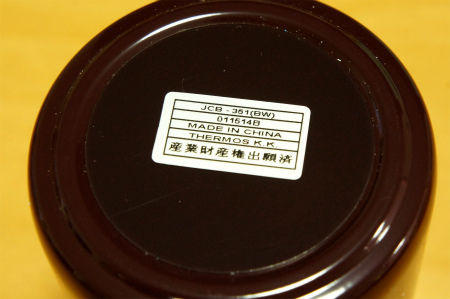 JCB - 351(BW)
011514B
MADE IN CHINA
THERMOS K.K.
産業財産権出願済